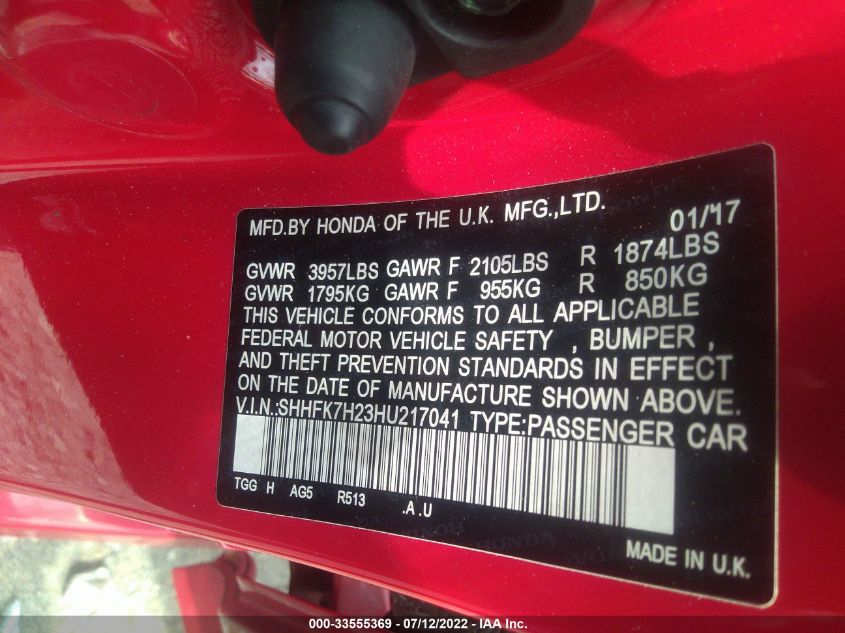 MFD.BY HONDA OF THE U.K. MFG.,LTD. 01/'17
GVWR 3957LBS GAWR F 2105LBS R 1874LBS
GVWR 1795KG GAWR F 955KG R 850KG
THIS VEHICLE CONFORMS TO ALL APPLICABLE
FEDERAL MOTOR VEHICLE SAFETY , BUMPER ,
AND THEFT PREVENTION STANDARDS IN EFFECT
ON THE DATE OF MANUFACTURE SHOWN ABOVE.
V.I.N.:SHHFK7H23HU217041 TYPE:PASSENGER CAR
TGG H AG5 R513 .A .U
HONDA
MADE IN U.K.
000-33555369 - 07/12/2022 - IAA